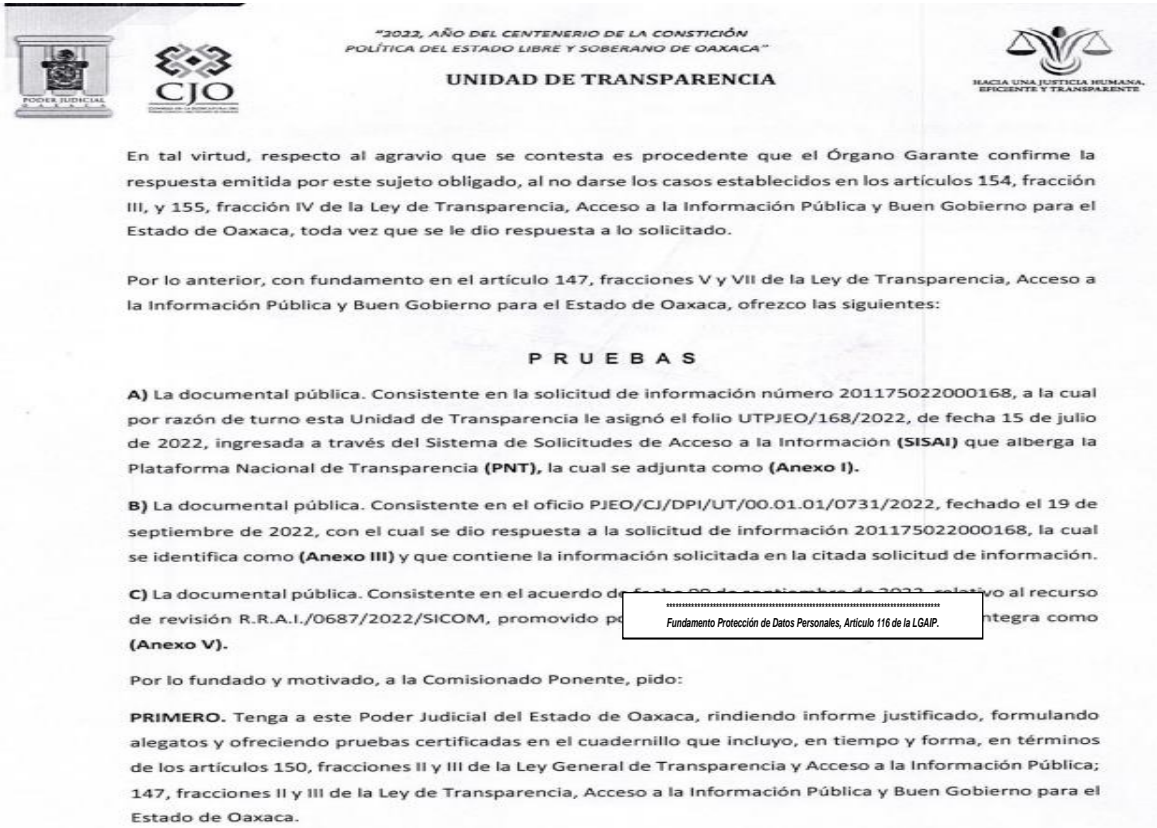 "2022, AÑO DEL CENTENERIO DE LA CONSTICIÓN
POLÍTICA DEL ESTADO LIBRE Y SOBERANO DE OAXACA"
UNIDAD DE TRANSPARENCIA
PODER JUDICIAL
OAXACA
CJO
HACIA UNA JUSTICIA HUMANA,
EFICIENTE Y TRANSPARENTE
En tal virtud, respecto al agravio que se contesta es procedente que el Órgano Garante confirme la
respuesta emitida por este sujeto obligado, al no darse los casos establecidos en los artículos 154, fracción
III, y 155, fracción IV de la Ley de Transparencia, Acceso a la Información Pública y Buen Gobierno para el
Estado de Oaxaca, toda vez que se le dio respuesta a lo solicitado.
Por lo anterior, con fundamento en el artículo 147, fracciones V y VII de la Ley de Transparencia, Acceso a
la Información Pública y Buen Gobierno para el Estado de Oaxaca, ofrezco las siguientes:
P R U E B A S
A) La documental pública. Consistente en la solicitud de información número 201175022000168, a la cual
por razón de turno esta Unidad de Transparencia le asignó el folio UTPJEO/168/2022, de fecha 15 de julio
de 2022, ingresada a través del Sistema de Solicitudes de Acceso a la Información (SISAI) que alberga la
Plataforma Nacional de Transparencia (PNT), la cual se adjunta como (Anexo I).
B) La documental pública. Consistente en el oficio PJEO/CJ/DPI/UT/00.01.01/0731/2022, fechado el 19 de
septiembre de 2022, con el cual se dio respuesta a la solicitud de información 201175022000168, la cual
se identifica como (Anexo III) y que contiene la información solicitada en la citada solicitud de información.
C) La documental pública. Consistente en el acuerdo de fecha 09 de septiembre de 2022, relativo al recurso
de revisión R.R.A.I./0687/2022/SICOM, promovido
Fundamento Protección de Datos Personales, Artículo 116 de la LGAIP.
ntegra como
(Anexo V).
Por lo fundado y motivado, a la Comisionado Ponente, pido:
PRIMERO. Tenga a este Poder Judicial del Estado de Oaxaca, rindiendo informe justificado, formulando
alegatos y ofreciendo pruebas certificadas en el cuadernillo que incluyo, en tiempo y forma, en términos
de los artículos 150, fracciones II y III de la Ley General de Transparencia y Acceso a la Información Pública;
147, fracciones II y III de la Ley de Transparencia, Acceso a la Información Pública y Buen Gobierno para el
Estado de Oaxaca.